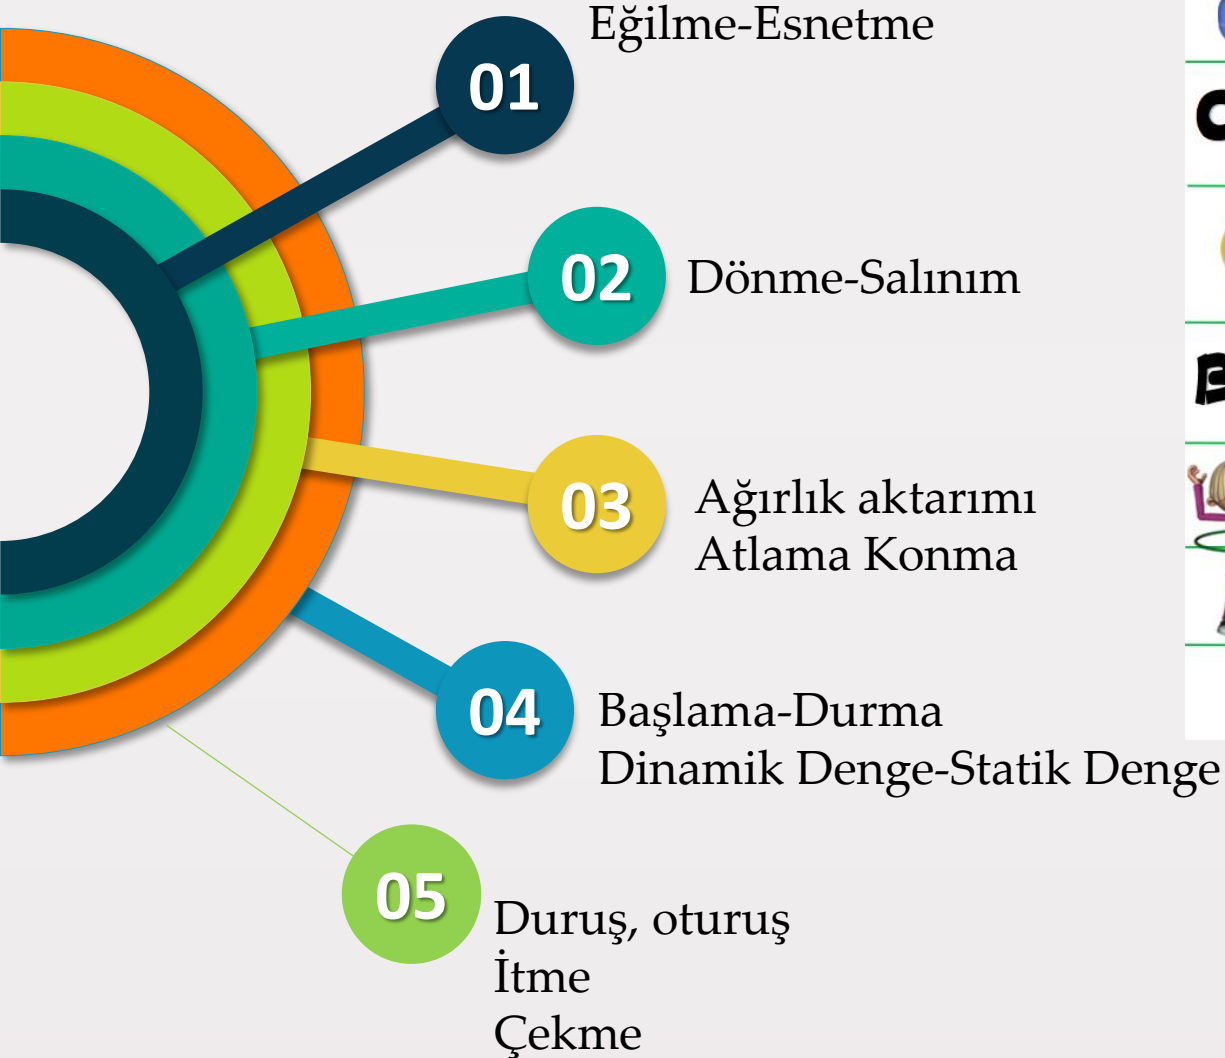 01
Eğilme-Esnetme
02
Dönme-Salınım
03
Ağırlık aktarımı
Atlama Konma
04
Başlama-Durma
Dinamik Denge-Statik Denge
05
Duruş, oturuş
İtme
Çekme